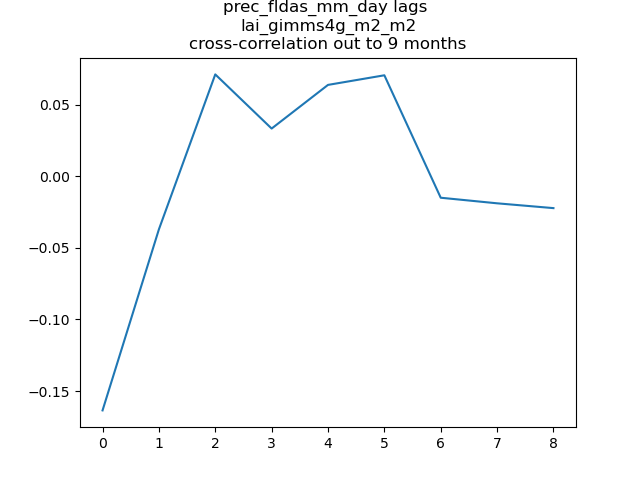 prec_fldas_mm_day lags
lai_gimms4g_m2_m2
cross-correlation out to 9 months
0.05
0.00
−0.05
−0.10
−0.15
0 1 2 3 4 5 6 7 8